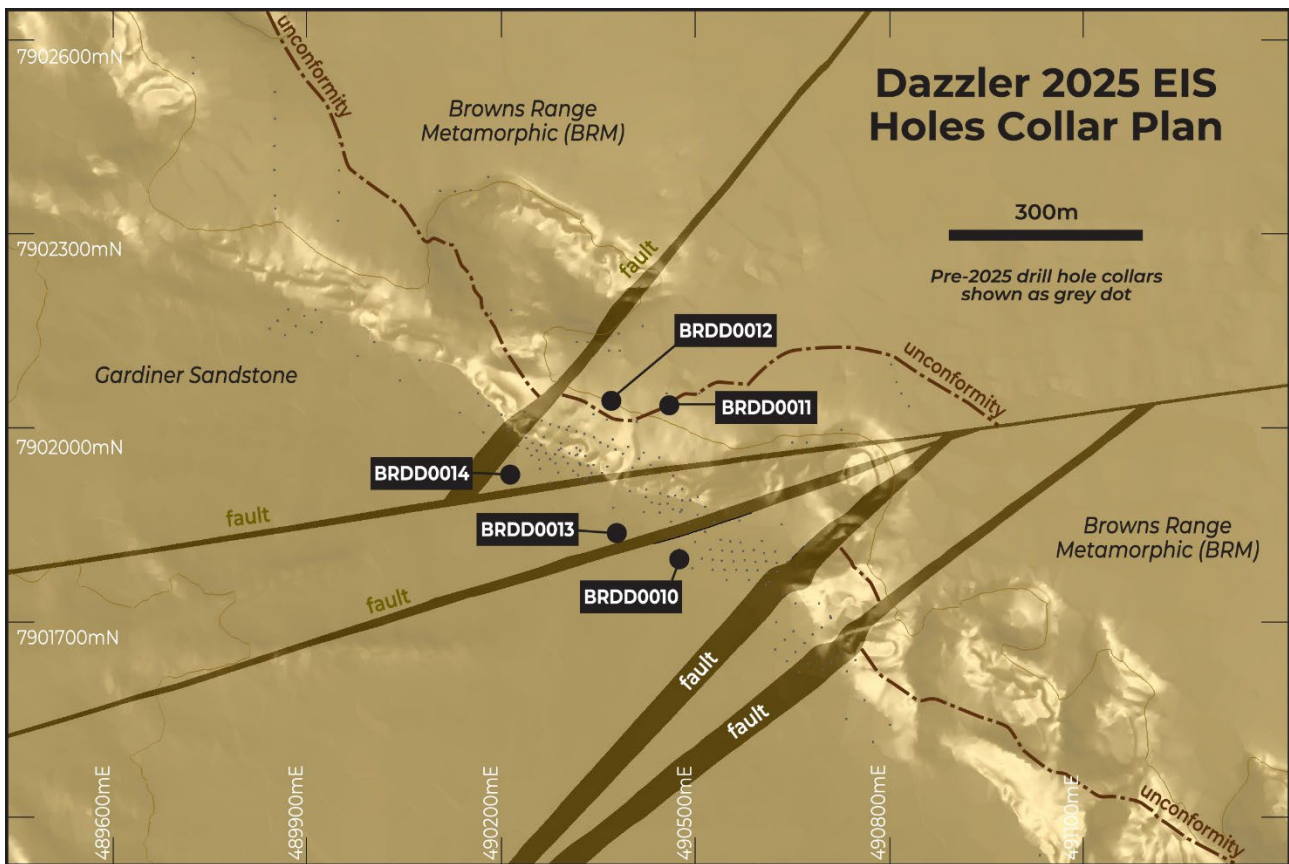 Dazzler 2025 EIS
Holes Collar Plan
300m
Pre-2025 drill hole collars
shown as grey dot
7902600mN
unconformity
Browns Range
Metamorphic (BRM)
7902300mN
fault
BRDD0012
Gardiner Sandstone
unconformity
BRDD0011
7902000mN
BRDD0014
fault
BRDD0013
Browns Range
Metamorphic (BRM)
fault
BRDD0010
7901700mN
fault
fault
unconformity
489600mE
489900mE
490200mE
490500mE
490800mE
491100mE